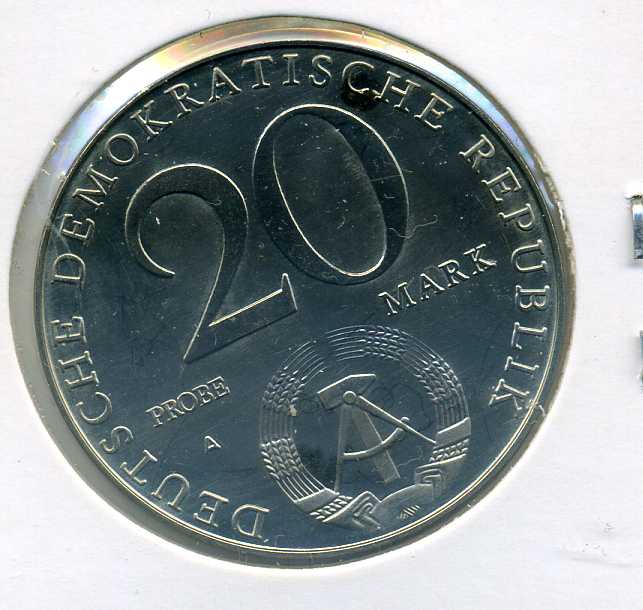 DEUTSCHE DEMOKRATISCHE REPUBLIK
20
MARK
PROBE
A